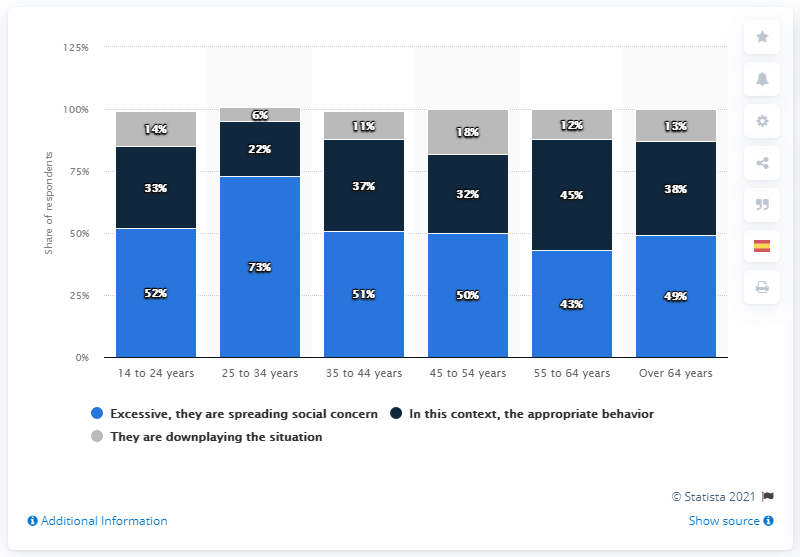 125%
100%
75%
50%
25%
0%
Share of respondents
14%
33%
52%
6%
22%
73%
11%
37%
51%
18%
32%
50%
12%
45%
43%
13%
38%
49%
14 to 24 years
25 to 34 years
35 to 44 years
45 to 54 years
55 to 64 years
Over 64 years
Excessive, they are spreading social concern
In this context, the appropriate behavior
They are downplaying the situation
© Statista 2021
Additional Information
Show source